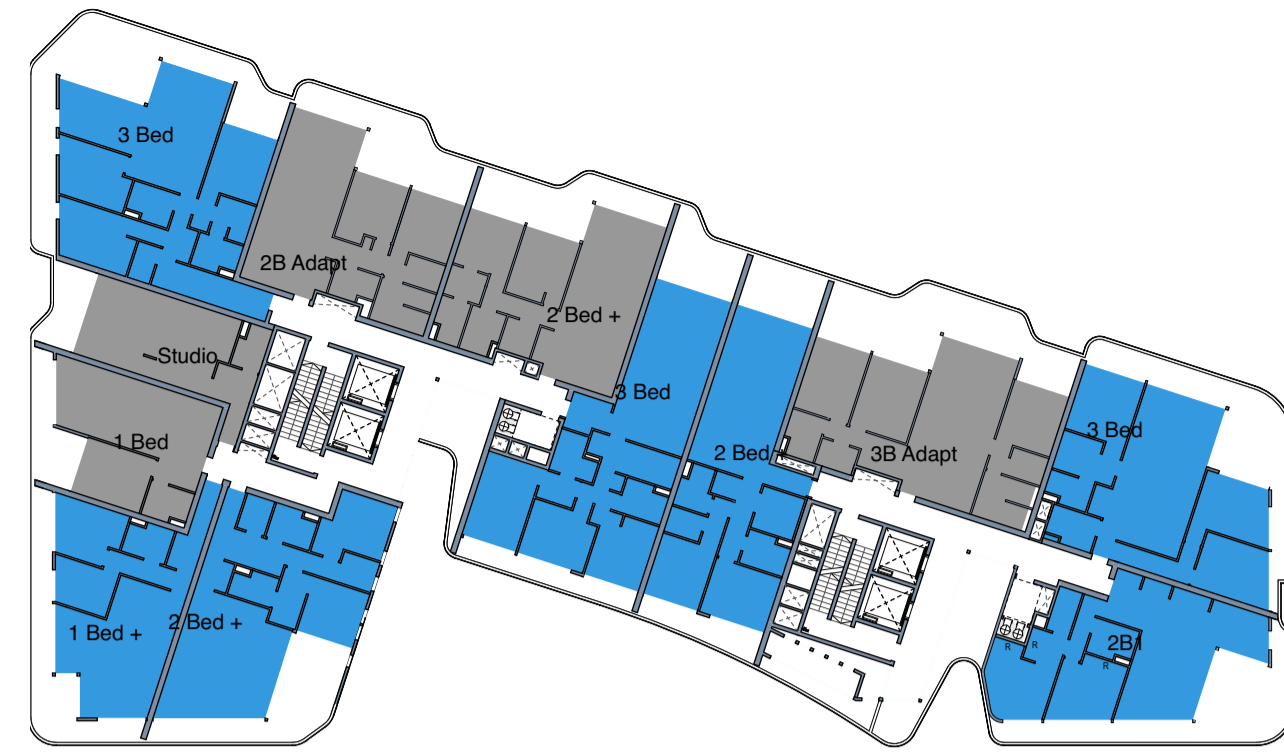 3 Bed
2B Adapt
2 Bed +
Studio
3 Bed
1 Bed
2 Bed +
3B Adapt
3 Bed
1 Bed +
2 Bed +
2B1
R
R
R